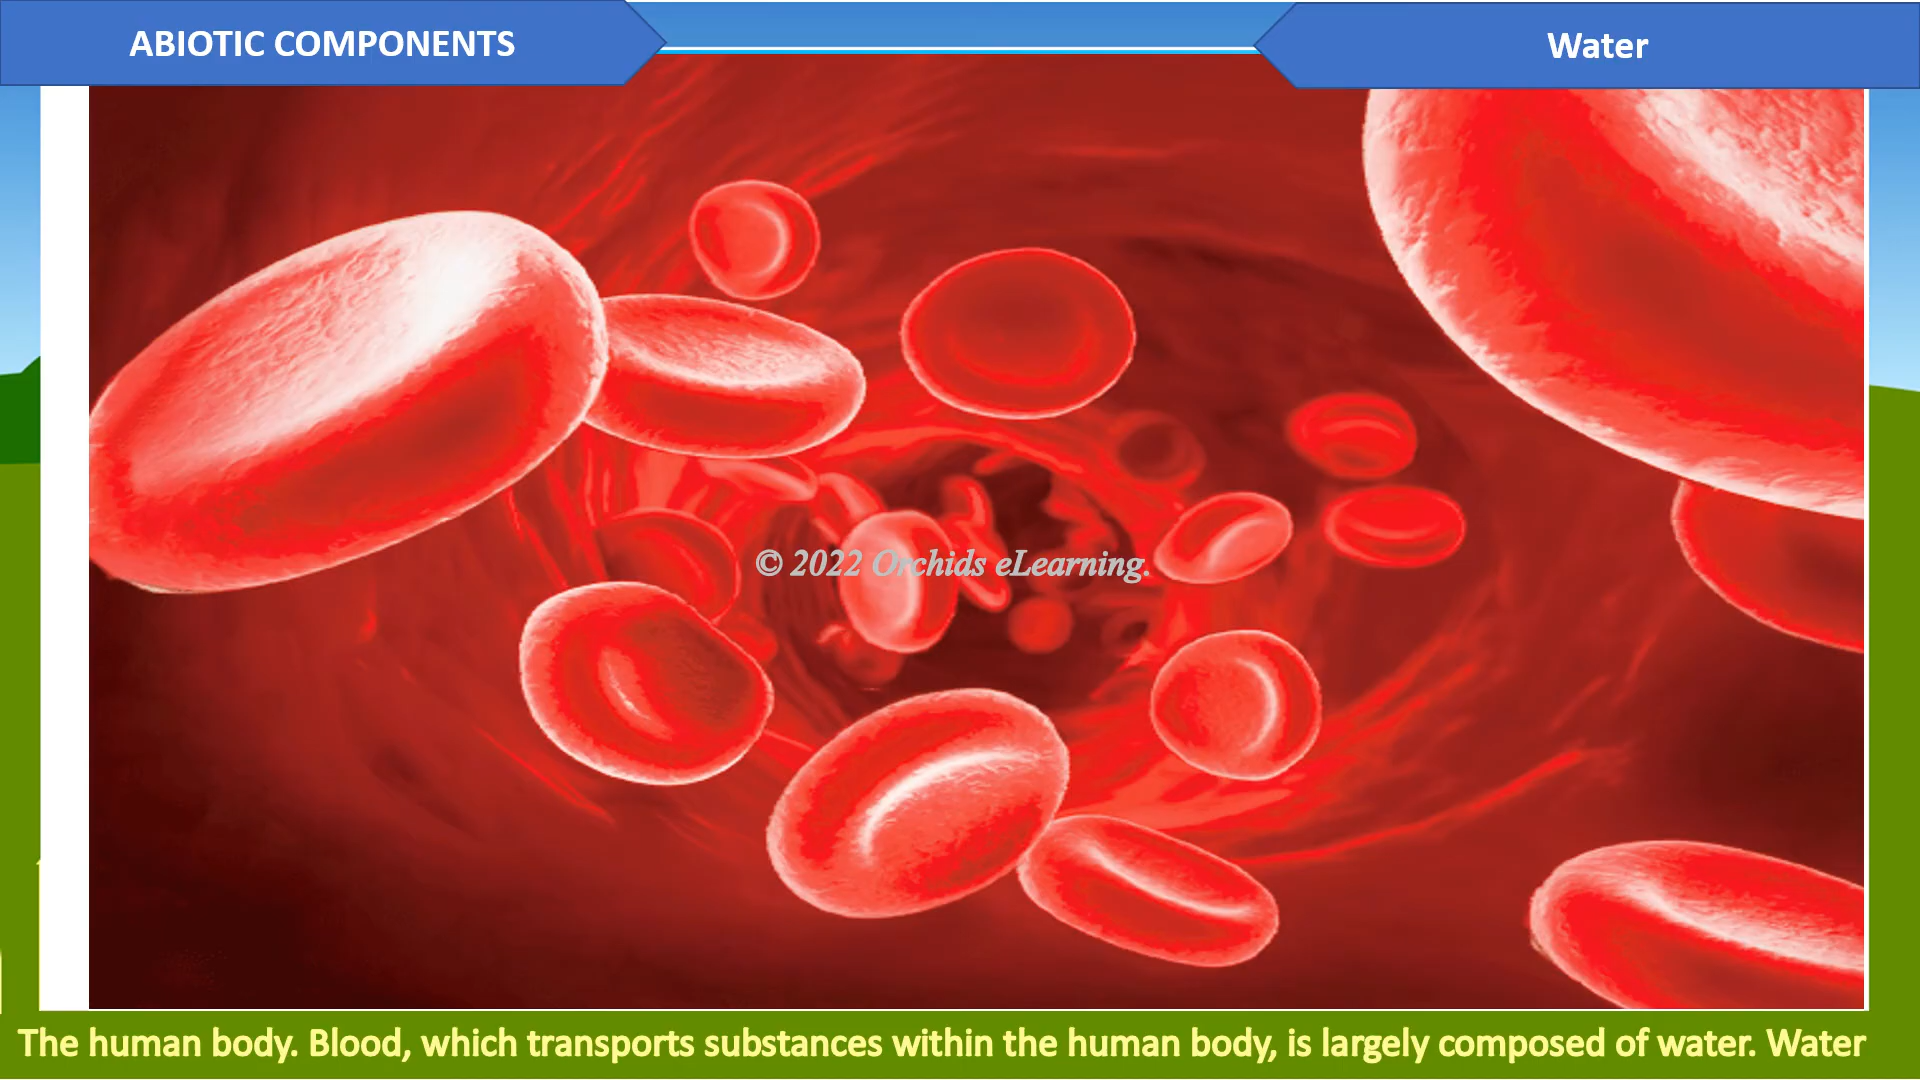 ABIOTIC COMPONENTS
Water
© 2022 Orchids eLearning.
The human body. Blood, which transports substances within the human body, is largely composed of water. Water